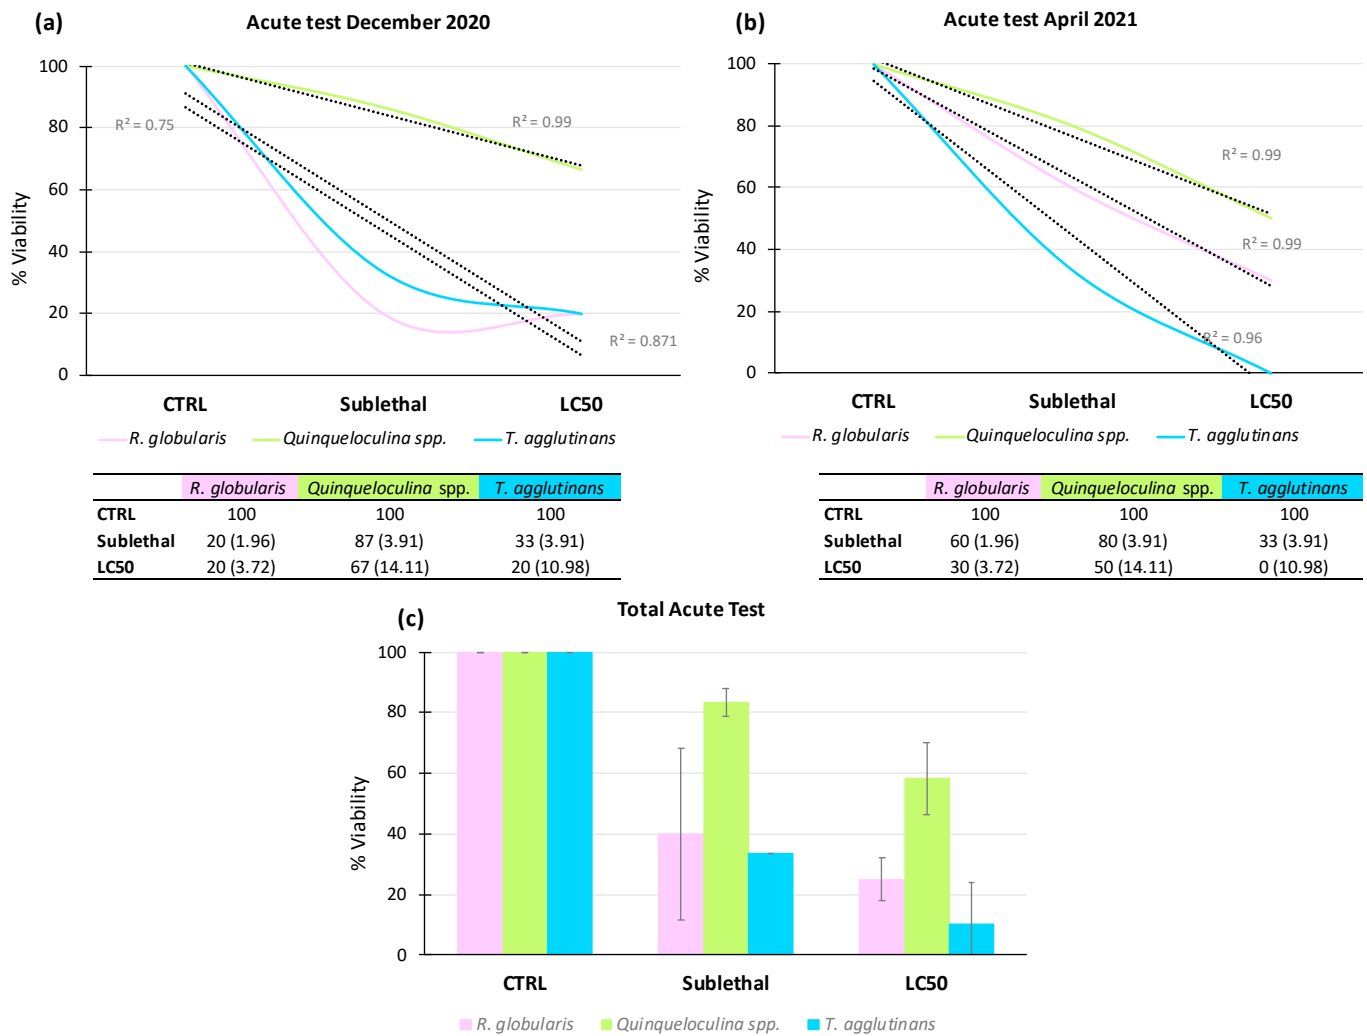 (a)
Acute test December 2020
100
80
60
40
20
0
% Viability
R² = 0.75
R² = 0.99
R² = 0.871
CTRL Sublethal LC50
R. globularis Quinqueloculina spp. T. agglutinans
R. globularis Quinqueloculina spp. T. agglutinans
CTRL 100 100 100
Sublethal 20 (1.96) 87 (3.91) 33 (3.91)
LC50 20 (3.72) 67 (14.11) 20 (10.98)
(b)
Acute test April 2021
100
80
60
40
20
0
% Viability
R² = 0.99
R² = 0.99
R² = 0.96
CTRL Sublethal LC50
R. globularis Quinqueloculina spp. T. agglutinans
R. globularis Quinqueloculina spp. T. agglutinans
CTRL 100 100 100
Sublethal 60 (1.96) 80 (3.91) 33 (3.91)
LC50 30 (3.72) 50 (14.11) 0 (10.98)
(c)
Total Acute Test
100
80
60
40
20
0
% Viability
CTRL Sublethal LC50
R. globularis Quinqueloculina spp. T. agglutinans